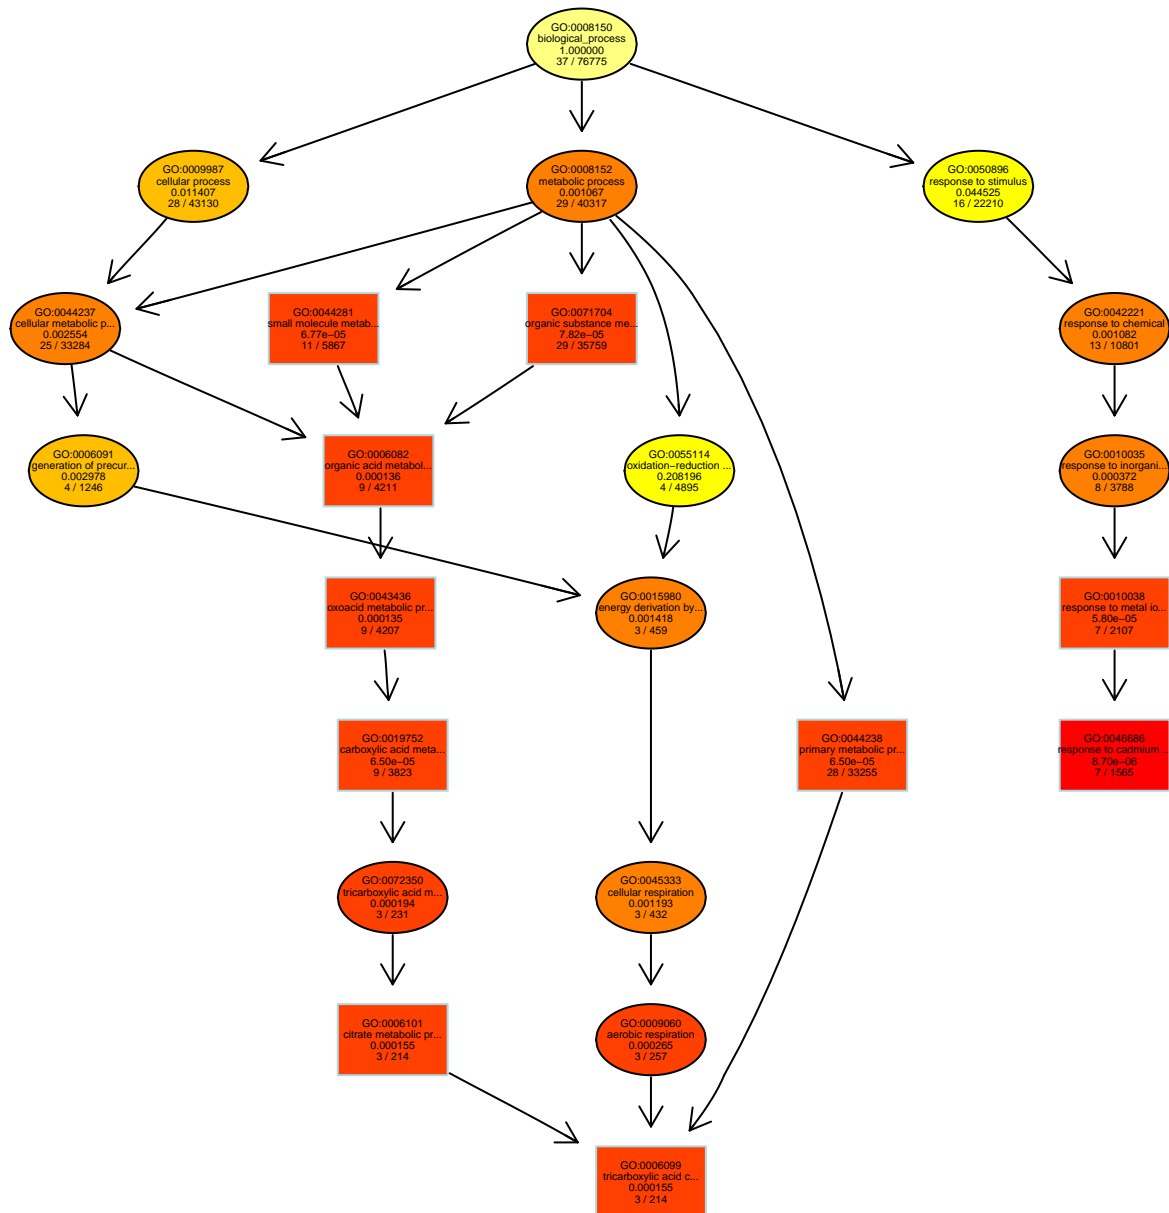 GO:0008150
biological_process
1.000000
37 / 76775
GO:0009987
cellular process
0.011407
28 / 43130
GO:0008152
metabolic process
0.001067
29 / 40317
GO:0050896
response to stimulus
0.044525
16 / 22210
GO:0044237
cellular metabolic p...
0.002554
25 / 33284
GO:0044281
small molecule metab...
6.77e−05
11 / 5867
GO:0071704
organic substance me...
7.82e−05
29 / 35759
GO:0042221
response to chemical
0.001082
13 / 10801
GO:0006091
generation of precur...
0.002978
4 / 1246
GO:0006082
organic acid metabol...
0.000136
9 / 4211
GO:0055114
oxidation−reduction ...
0.208196
4 / 4895
GO:0010035
response to inorgani...
0.000372
8 / 3788
GO:0043436
oxoacid metabolic pr...
0.000135
9 / 4207
GO:0015980
energy derivation by...
0.001418
3 / 459
GO:0010038
response to metal io...
5.80e−05
7 / 2107
GO:0019752
carboxylic acid meta...
6.50e−05
9 / 3823
GO:0044238
primary metabolic pr...
6.50e−05
28 / 33255
GO:0046686
response to cadmium ...
8.70e−06
7 / 1565
GO:0072350
tricarboxylic acid m...
0.000194
3 / 231
GO:0045333
cellular respiration
0.001193
3 / 432
GO:0006101
citrate metabolic pr...
0.000155
3 / 214
GO:0009060
aerobic respiration
0.000265
3 / 257
GO:0006099
tricarboxylic acid c...
0.000155
3 / 214